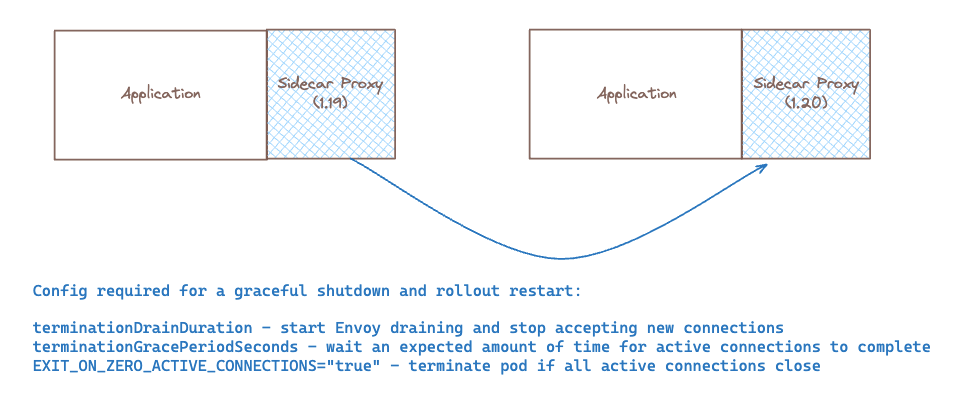 Application
Sidecar Proxy
(1.19)
Application
Sidecar Proxy
(1.20)
Config required for a graceful shutdown and rollout restart:
terminationDrainDuration – start Envoy draining and stop accepting new connections
terminationGracePeriodSeconds – wait an expected amount of time for active connections to complete
EXIT_ON_ZERO_ACTIVE_CONNECTIONS="true" – terminate pod if all active connections close